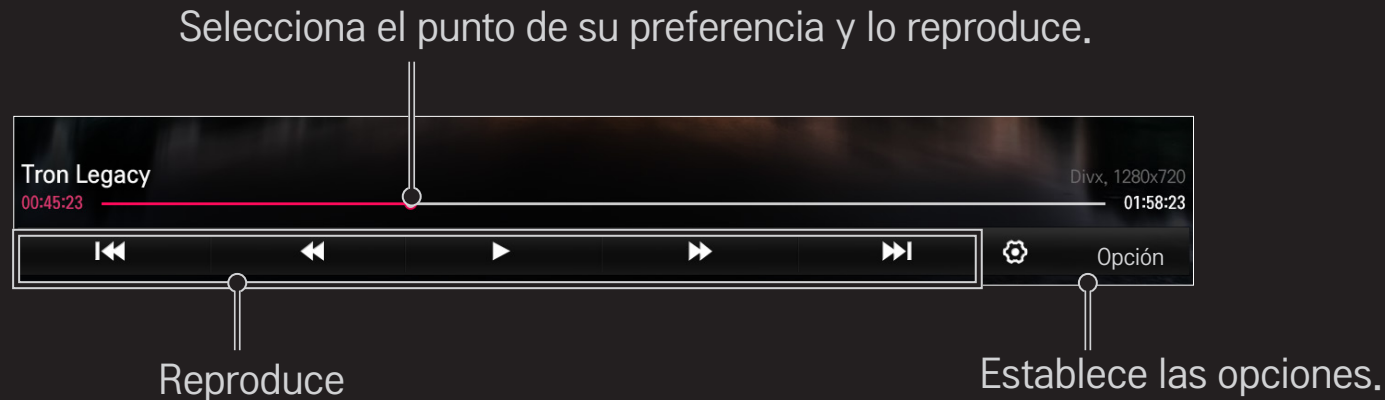 Selecciona el punto de su preferencia y lo reproduce.
Tron Legacy
Divx, 1280x720
00:45:23
01:58:23
Opción
Reproduce
Establece las opciones.